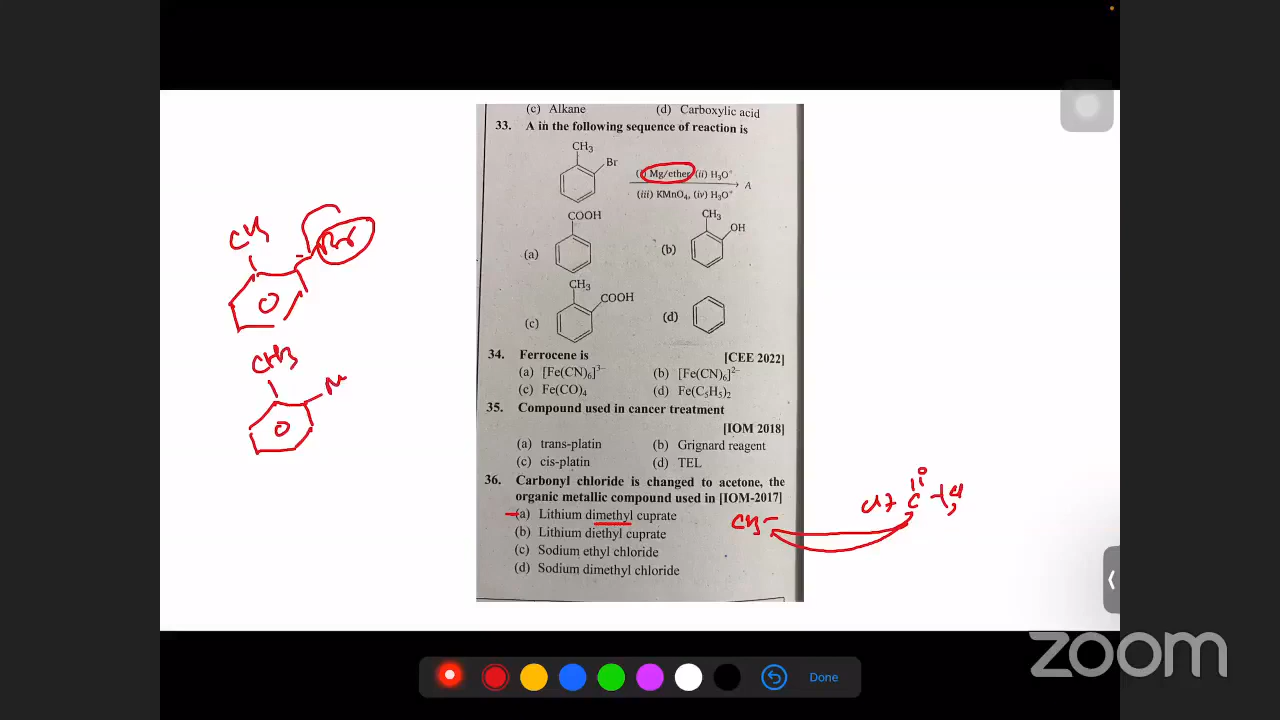 (c) Alkane (d) Carboxylic acid
33. A in the following sequence of reaction is
CH₃
Br
(i) Mg/ether (ii) H₃O⁺
(iii) KMnO₄, (iv) H₃O⁺ A
COOH
(a)
CH₃
OH
(b)
CH₃
COOH
(c)
(d)
34. Ferrocene is [CEE 2022]
(a) [Fe(CN)₆]³⁻ (b) [Fe(CN)₆]²⁻
(c) Fe(CO)₄ (d) Fe(C₅H₅)₂
35. Compound used in cancer treatment
[IOM 2018]
(a) trans-platin (b) Grignard reagent
(c) cis-platin (d) TEL
36. Carbonyl chloride is changed to acetone, the
organic metallic compound used in [IOM-2017]
(a) Lithium dimethyl cuprate
(b) Lithium diethyl cuprate
(c) Sodium ethyl chloride
(d) Sodium dimethyl chloride
CH₃
Br
CH₃
zoom
Done